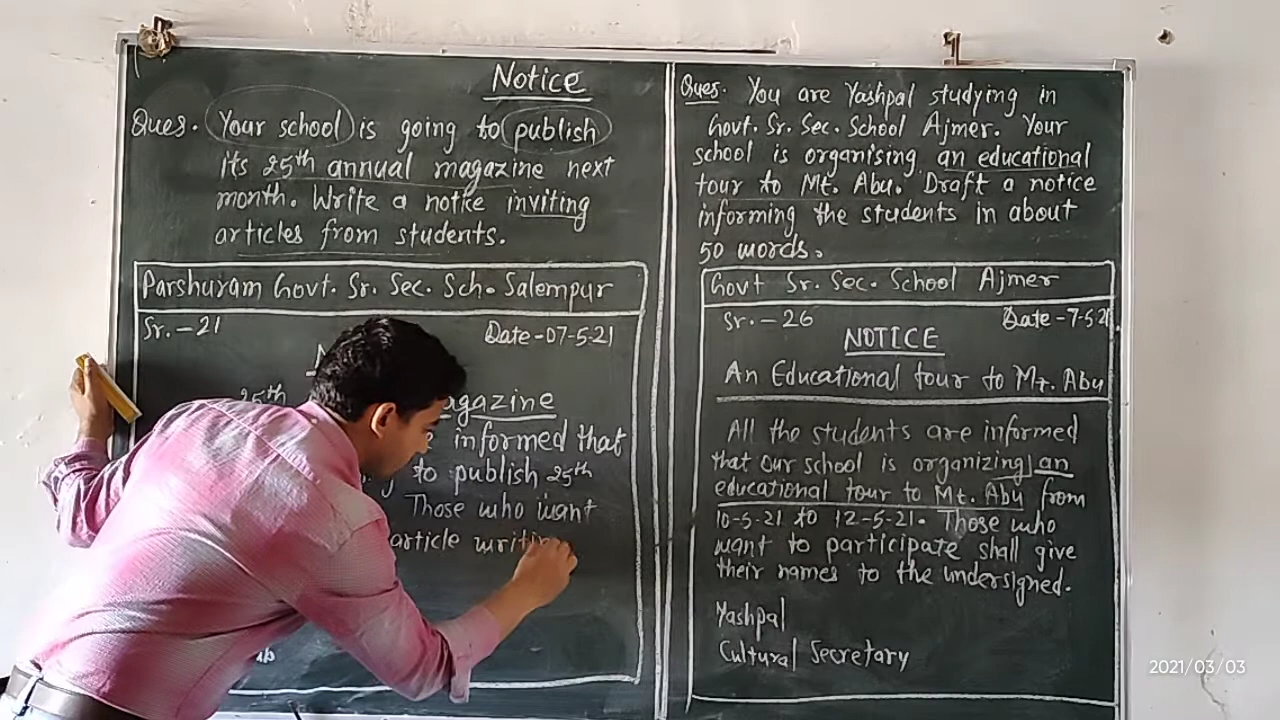 Notice
Ques. Your school is going to publish
its 25th annual magazine next
month. Write a notice inviting
articles from students.
Parshuram Govt. Sr. Sec. Sch. Salempur
Sr. - 21 Date - 07-5-21
25th
informed that
to publish 25th
Those who want
article
Ques. You are Yashpal studying in
Govt. Sr. Sec. School Ajmer. Your
school is organising an educational
tour to Mt. Abu. Draft a notice
informing the students in about
50 words.
Govt Sr. Sec. School Ajmer
Sr. - 26 Date - 7-5-21
NOTICE
An Educational tour to Mt. Abu
All the students are informed
that our school is organizing an
educational tour to Mt. Abu from
10-5-21 to 12-5-21. Those who
want to participate shall give
their names to the undersigned.
Yashpal
Cultural Secretary
2021/03/03